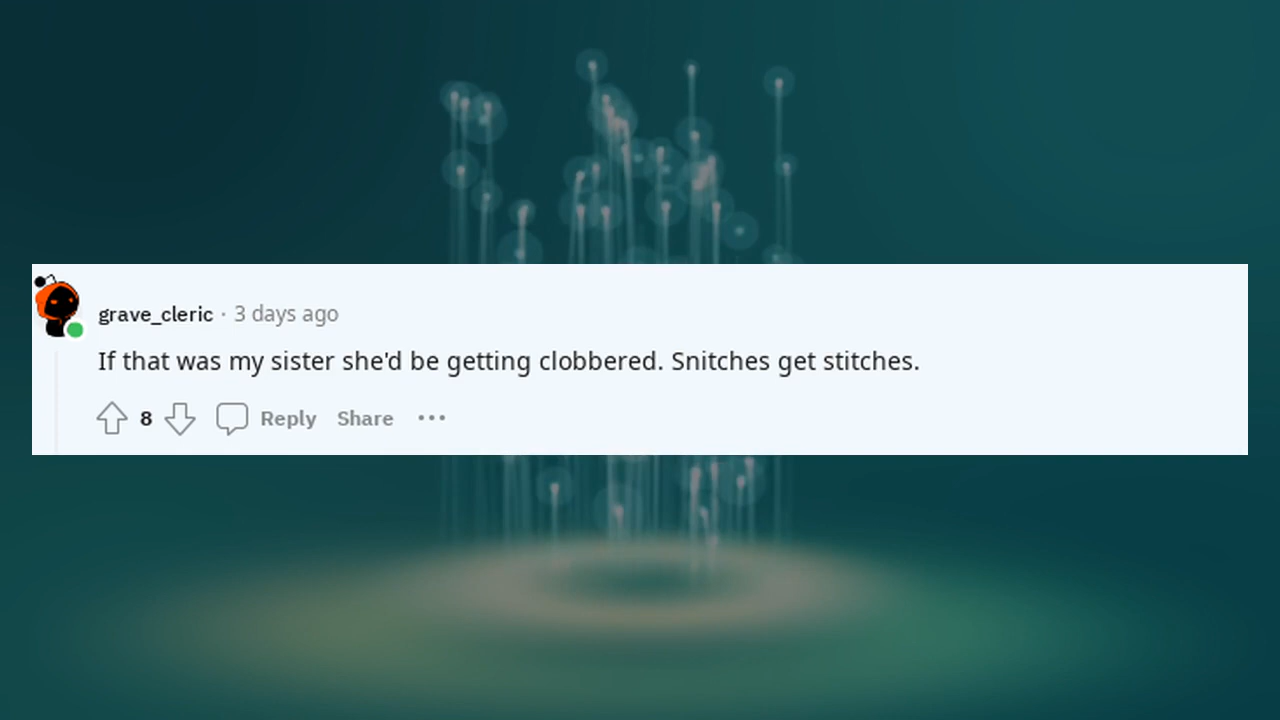 grave_cleric · 3 days ago
If that was my sister she'd be getting clobbered. Snitches get stitches.
8 Reply Share ···